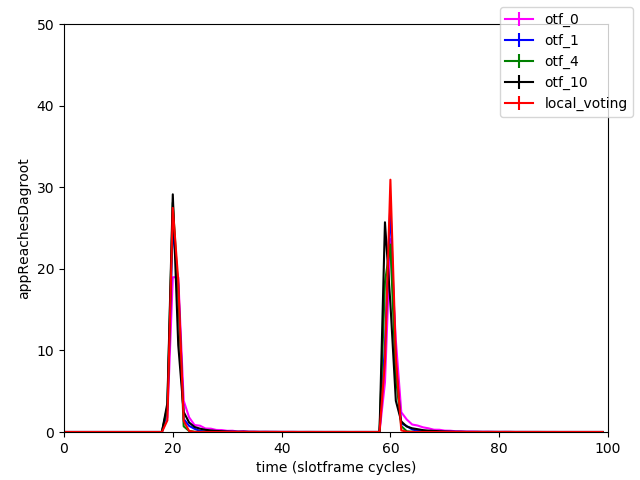 otf_0
otf_1
otf_4
otf_10
local_voting
50
40
30
20
10
0
appReachesDagroot
0 20 40 60 80 100
time (slotframe cycles)